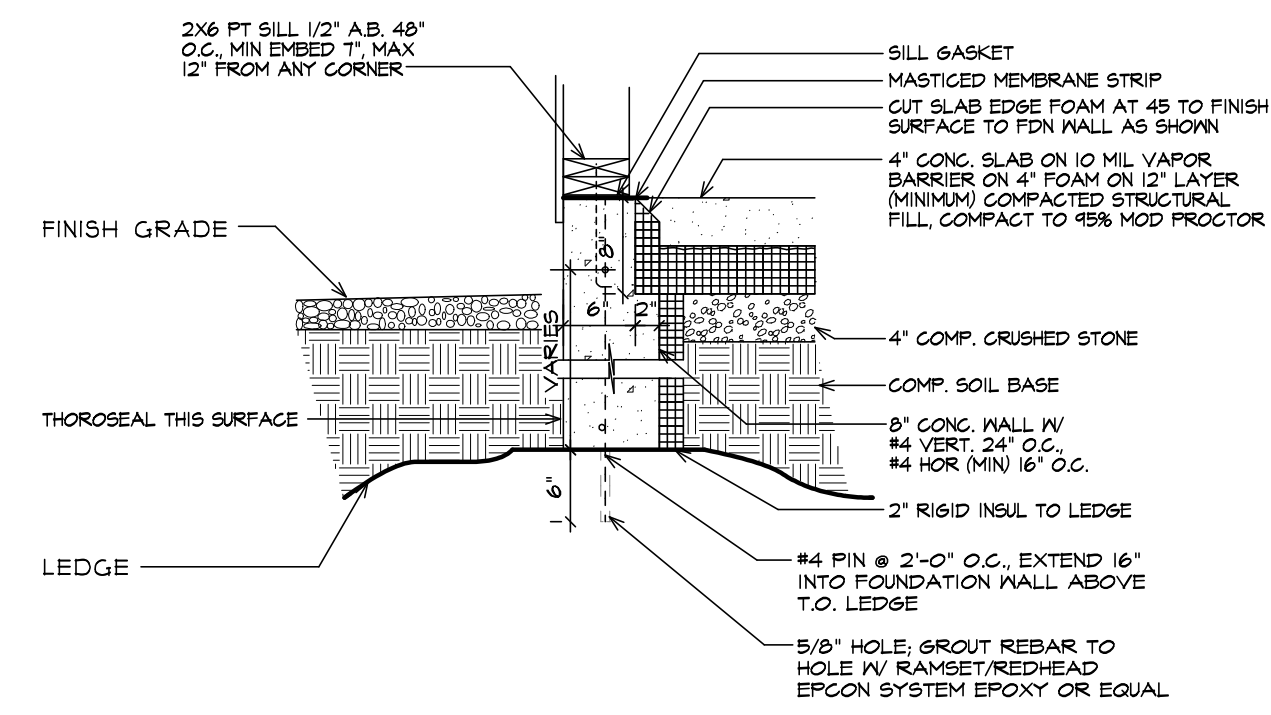 2X6 PT SILL 1/2" A.B. 48"
O.C., MIN EMBED 7", MAX
12" FROM ANY CORNER
SILL GASKET
MASTICED MEMBRANE STRIP
CUT SLAB EDGE FOAM AT 45 TO FINISH
SURFACE TO FDN WALL AS SHOWN
4" CONC. SLAB ON 10 MIL VAPOR
BARRIER ON 4" FOAM ON 12" LAYER
(MINIMUM) COMPACTED STRUCTURAL
FILL, COMPACT TO 95% MOD PROCTOR
FINISH GRADE
8"
6"
2"
VARIES
4" COMP. CRUSHED STONE
COMP. SOIL BASE
THOROSEAL THIS SURFACE
8" CONC. WALL W/
#4 VERT. 24" O.C.,
#4 HOR (MIN) 16" O.C.
6"
2" RIGID INSUL TO LEDGE
LEDGE
#4 PIN @ 2'-0" O.C., EXTEND 16"
INTO FOUNDATION WALL ABOVE
T.O. LEDGE
5/8" HOLE; GROUT REBAR TO
HOLE W/ RAMSET/REDHEAD
EPCON SYSTEM EPOXY OR EQUAL